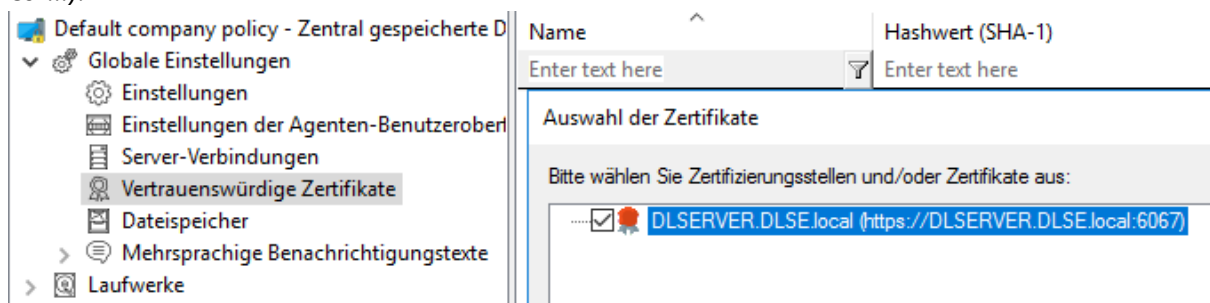 Default company policy - Zentral gespeicherte D
Globale Einstellungen
Einstellungen
Einstellungen der Agenten-Benutzerober
Server-Verbindungen
Vertrauenswürdige Zertifikate
Dateispeicher
Mehrsprachige Benachrichtigungstexte
Laufwerke
Name
Hashwert (SHA-1)
Enter text here
Enter text here
Auswahl der Zertifikate
Bitte wählen Sie Zertifizierungsstellen und/oder Zertifikate aus:
DLSERVER.DLSE.local (https://DLSERVER.DLSE.local:6067)